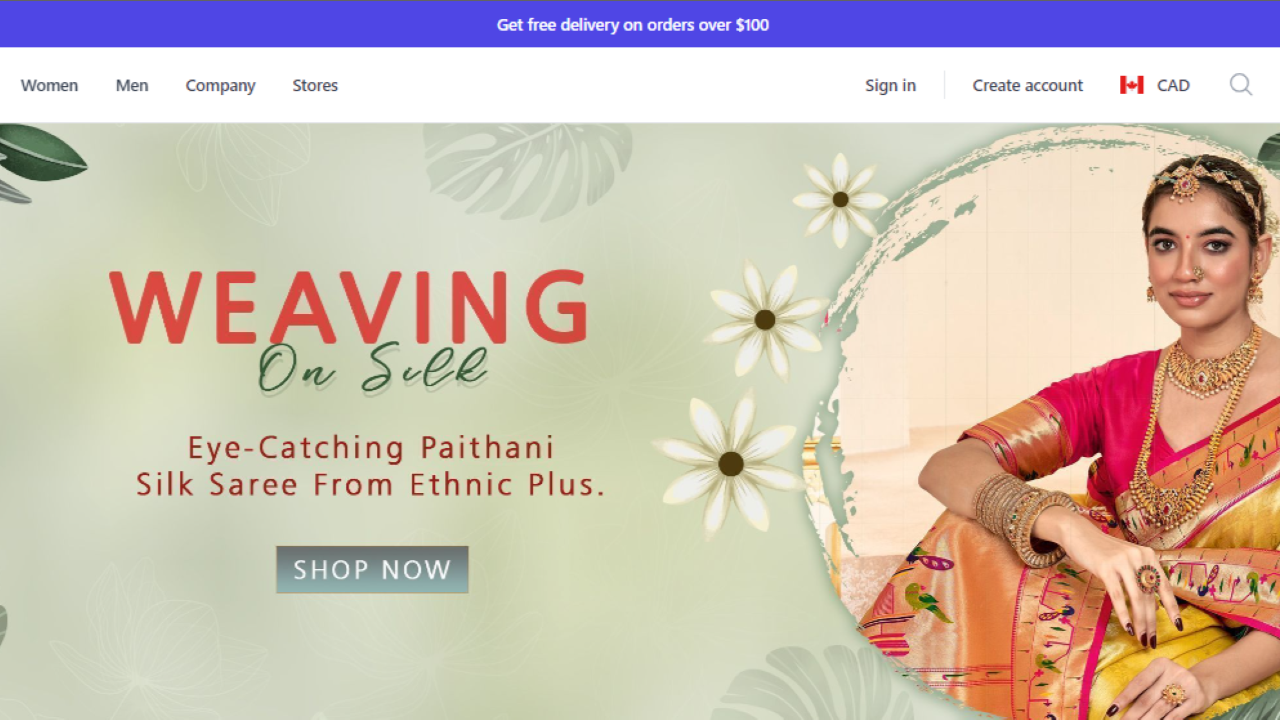 Get free delivery on orders over $100
Women Men Company Stores Sign in Create account CAD
WEAVING
On Silk
Eye-Catching Paithani
Silk Saree From Ethnic Plus.
SHOP NOW